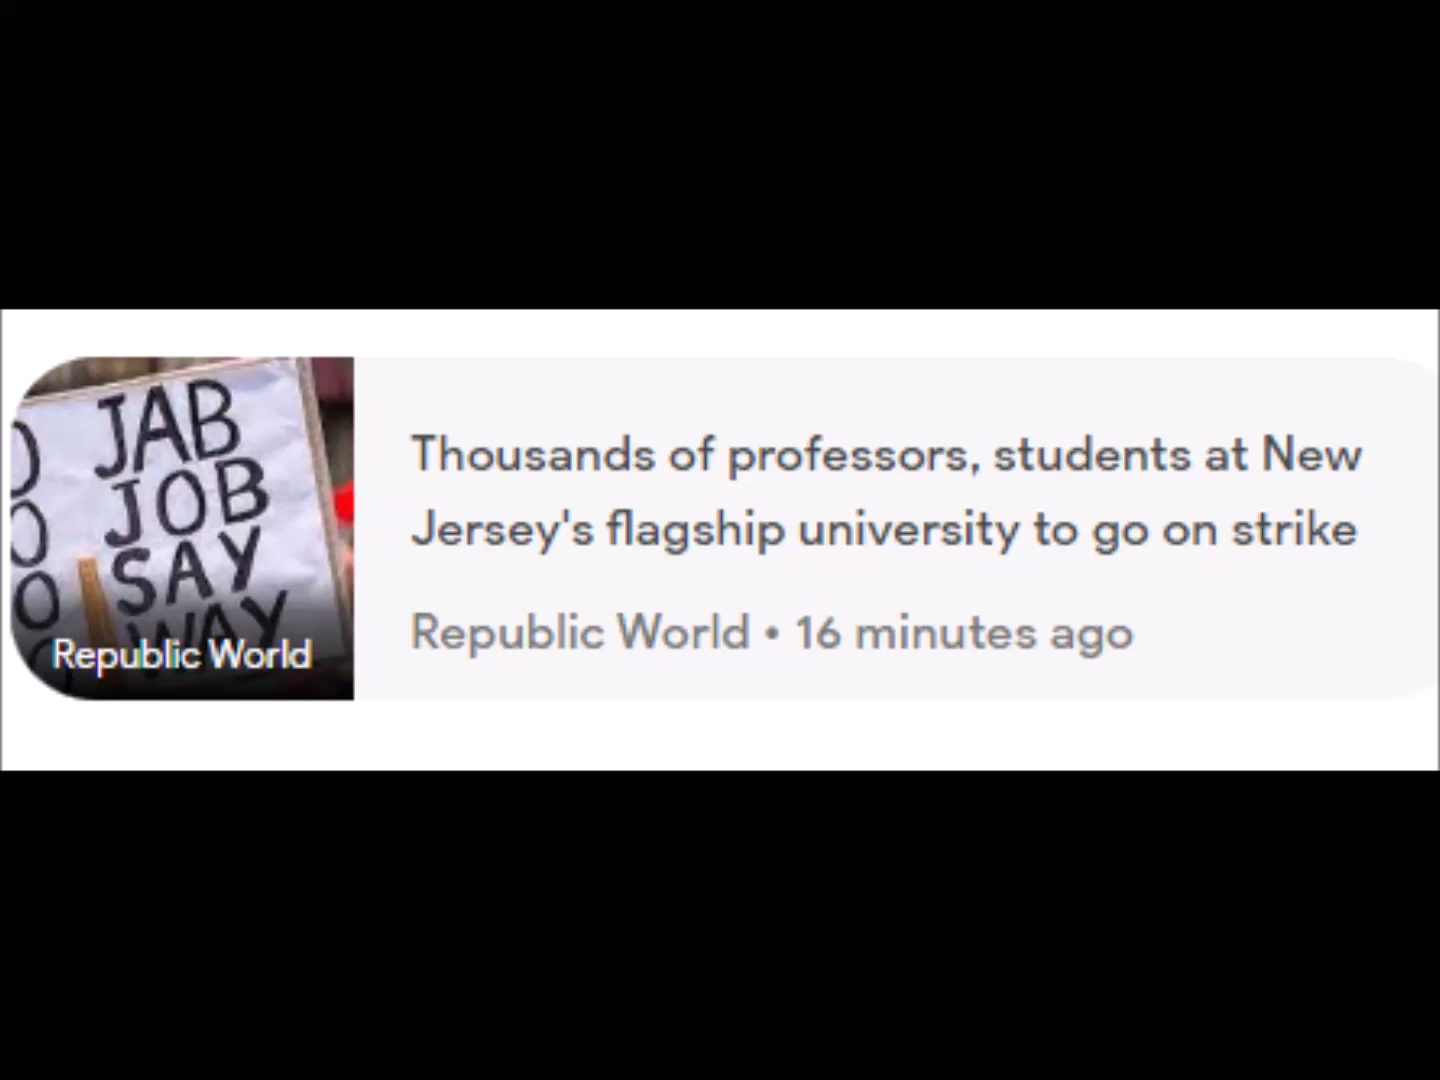 JAB
JOB
SAY
WAY
Republic World
Thousands of professors, students at New
Jersey's flagship university to go on strike
Republic World • 16 minutes ago